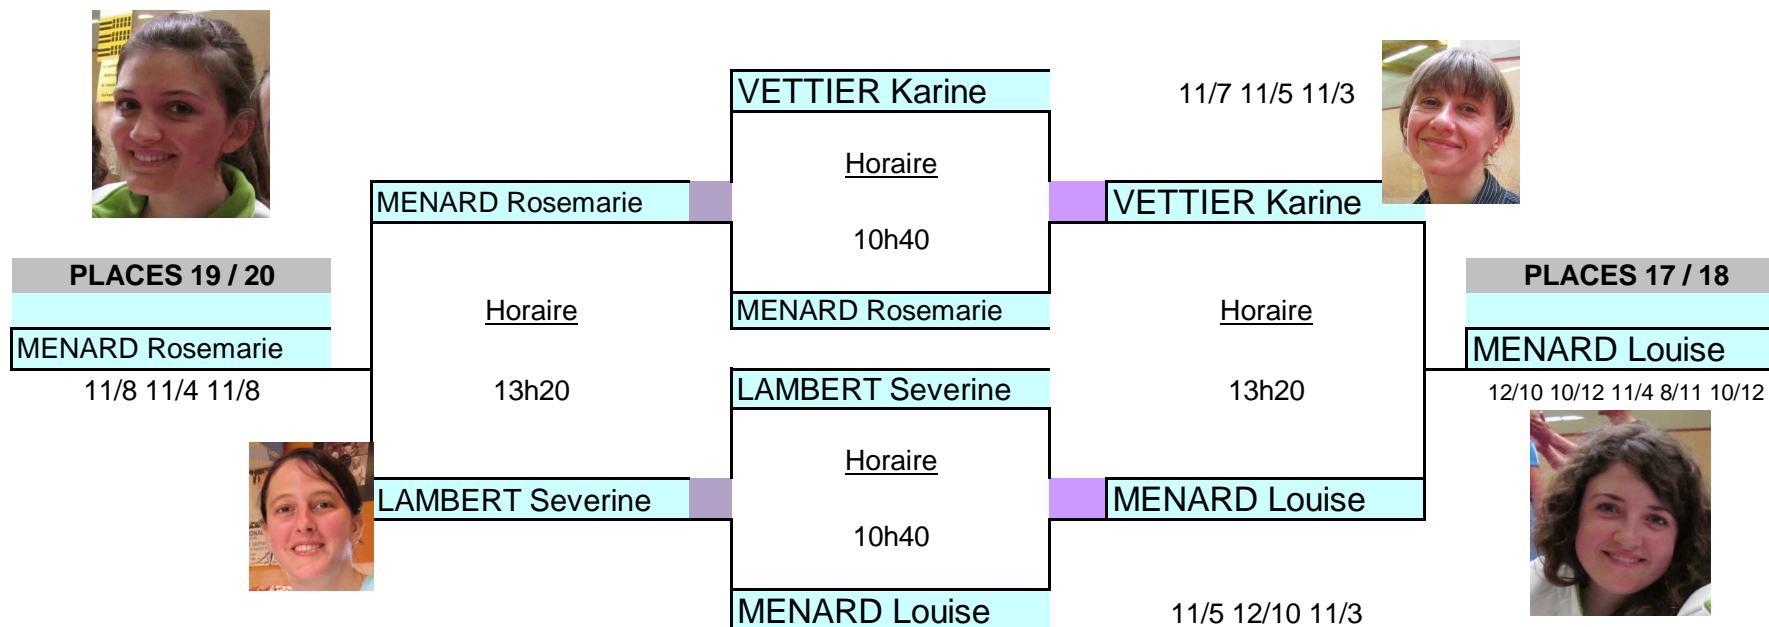 VETTIER Karine
11/7 11/5 11/3
Horaire
MENARD Rosemarie
VETTIER Karine
10h40
PLACES 19 / 20
PLACES 17 / 18
Horaire
MENARD Rosemarie
Horaire
MENARD Rosemarie
MENARD Louise
11/8 11/4 11/8
13h20
LAMBERT Severine
13h20
12/10 10/12 11/4 8/11 10/12
Horaire
LAMBERT Severine
MENARD Louise
10h40
MENARD Louise
11/5 12/10 11/3